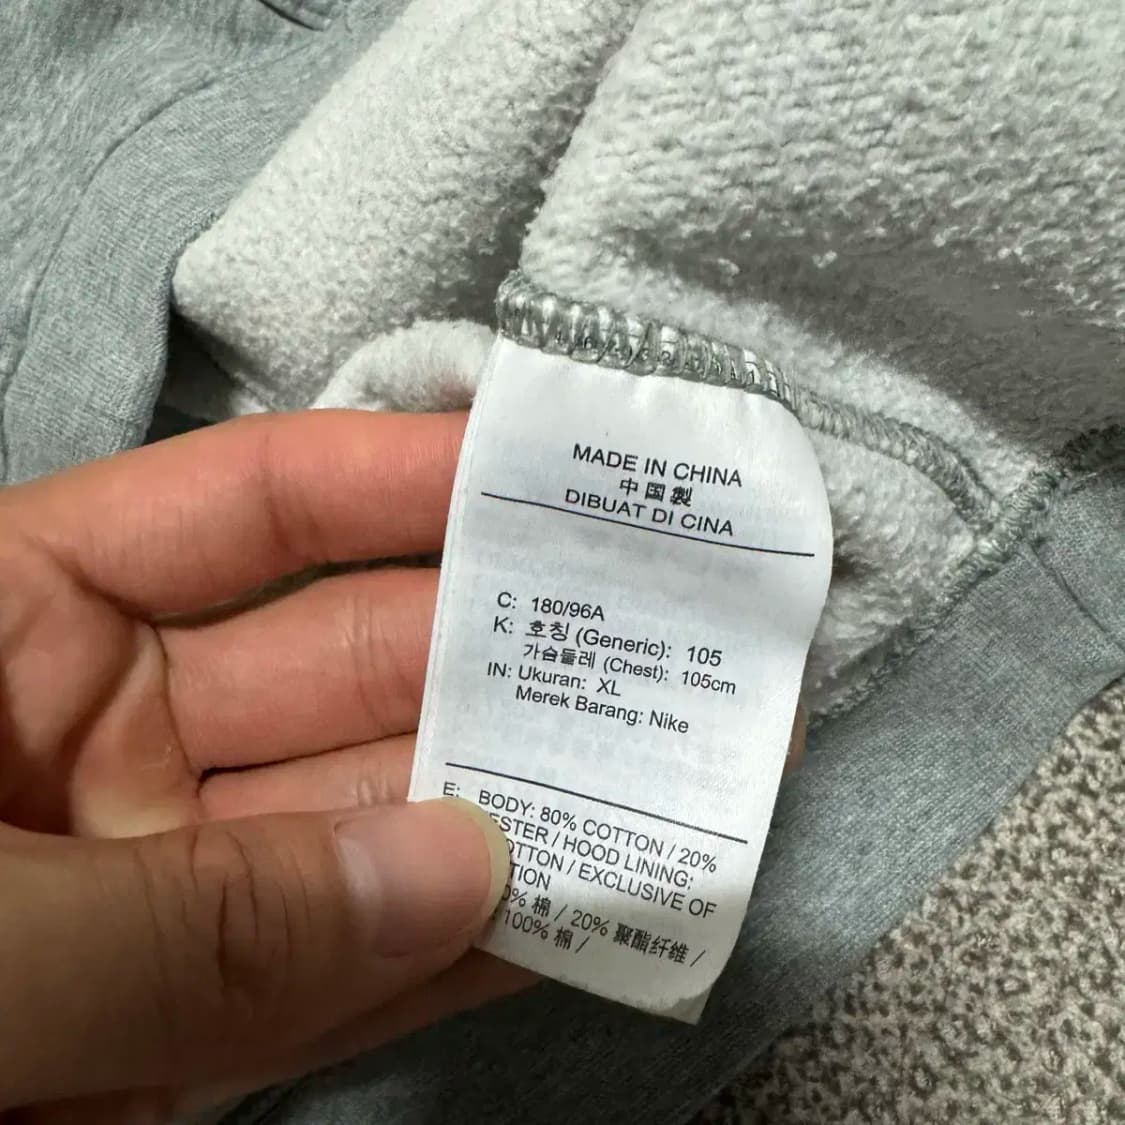 MADE IN CHINA
中国製
DIBUAT DI CINA
C: 180/96A
K: 호칭 (Generic): 105
가슴둘레 (Chest): 105cm
IN: Ukuran: XL
Merek Barang: Nike
E: BODY: 80% COTTON / 20%
ESTER / HOOD LINING:
OTTON / EXCLUSIVE OF
TION
0% 棉 / 20% 聚酯纤維 /
100% 棉 /